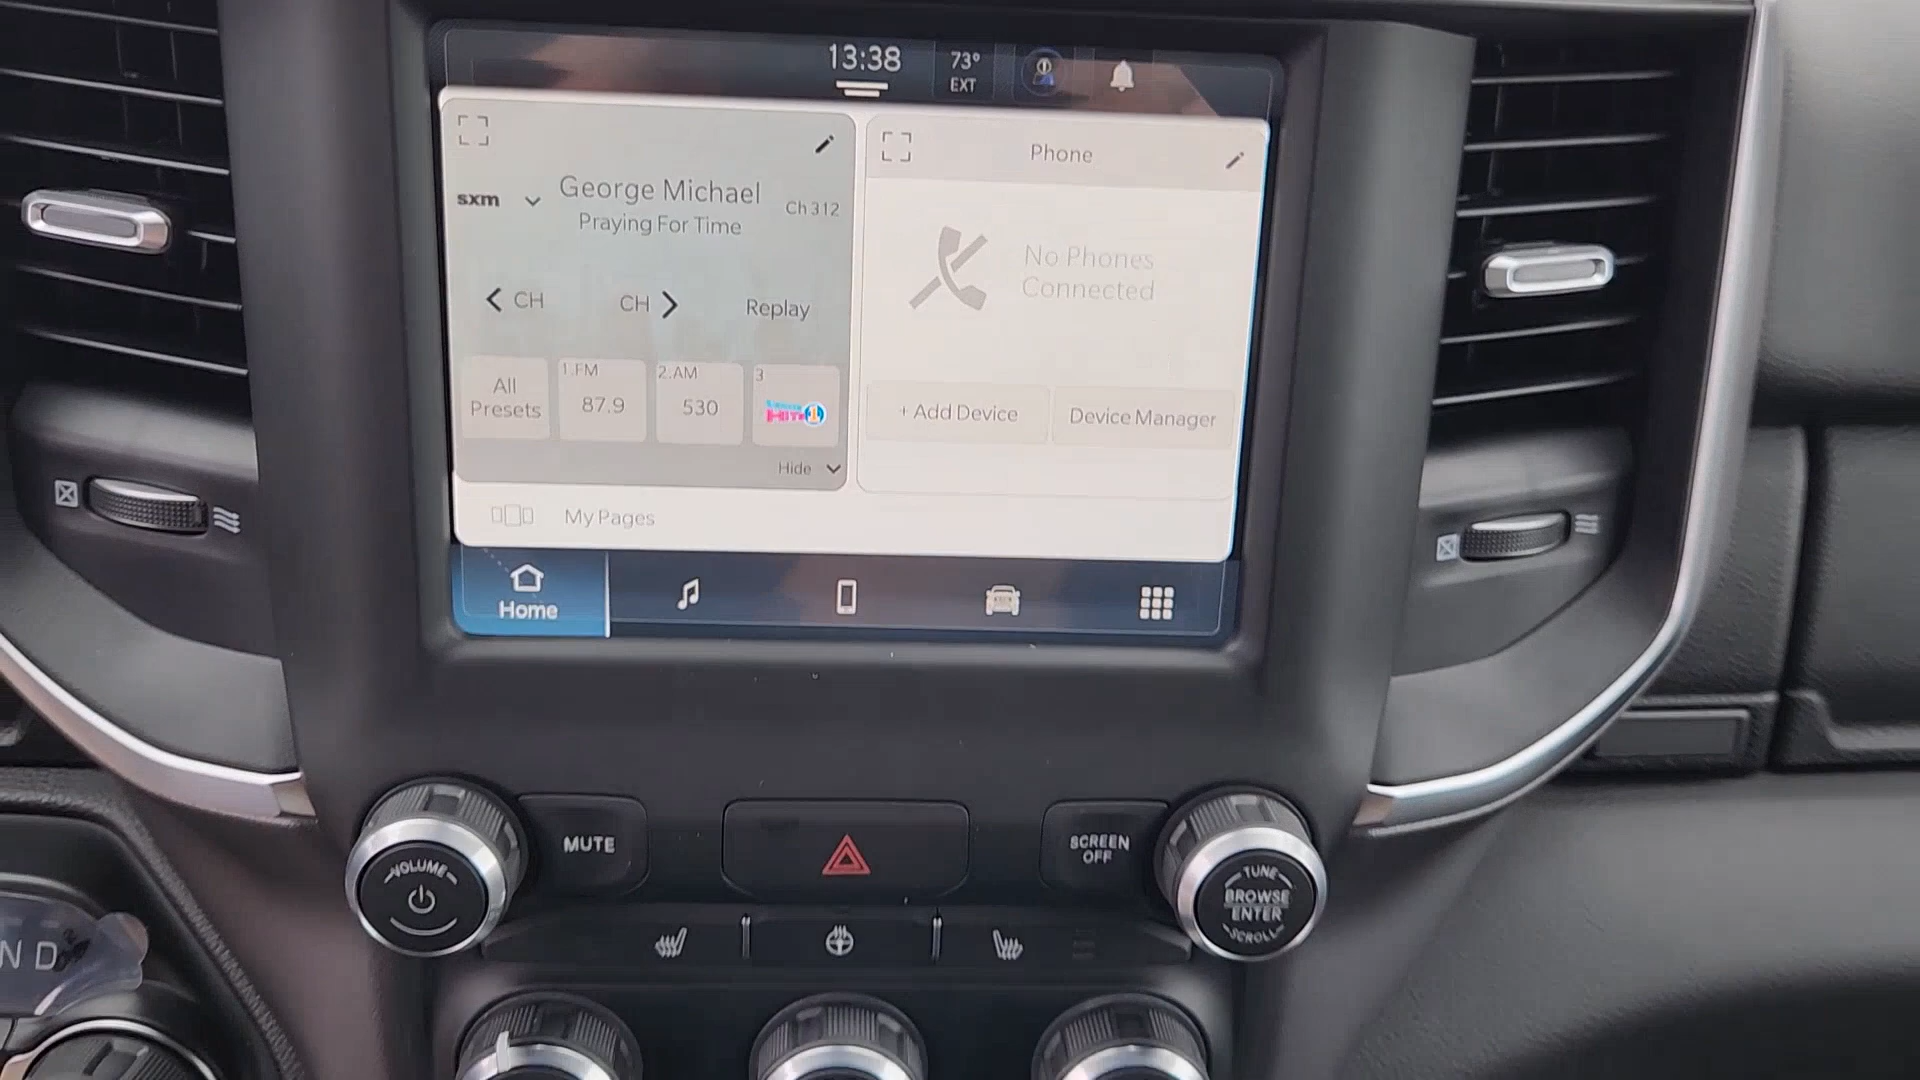 13:38
73°
EXT
George Michael
sxm
Ch 312
Praying For Time
CH
CH
Replay
All
Presets
1.FM
87.9
2.AM
530
3
HITS 1
Hide
Phone
No Phones
Connected
+ Add Device
Device Manager
My Pages
Home
VOLUME
MUTE
SCREEN
OFF
TUNE
BROWSE
ENTER
SCROLL
N D